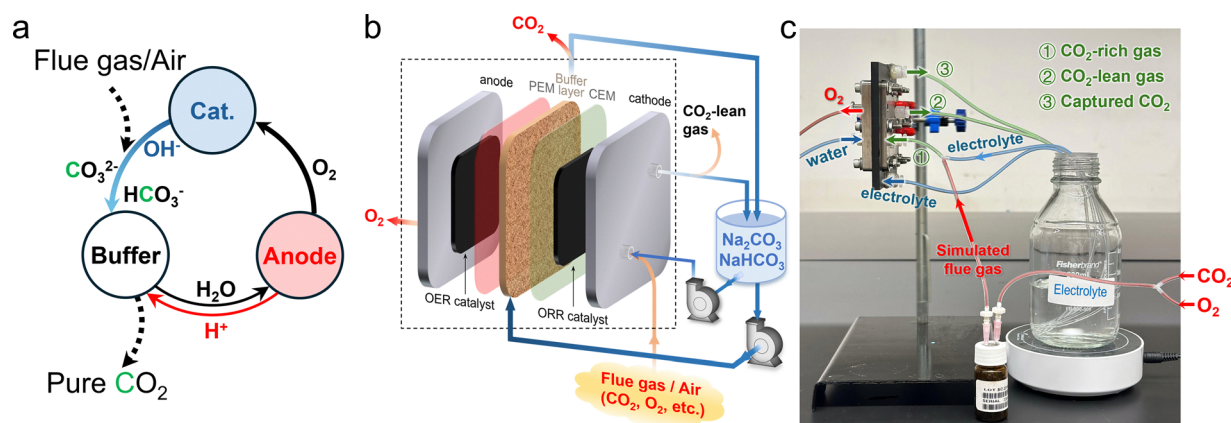 a
Flue gas/Air
Cat.
OH⁻
CO₃²⁻
HCO₃⁻
O₂
Buffer
Anode
H₂O
H⁺
Pure CO₂
b
CO₂
anode
PEM
Buffer
layer
CEM
cathode
CO₂-lean
gas
O₂
Na₂CO₃
NaHCO₃
OER catalyst
ORR catalyst
Flue gas / Air
(CO₂, O₂, etc.)
c
① CO₂-rich gas
② CO₂-lean gas
③ Captured CO₂
③
O₂
②
①
water
electrolyte
electrolyte
Simulated
flue gas
Fisherbrand
Electrolyte
CO₂
O₂